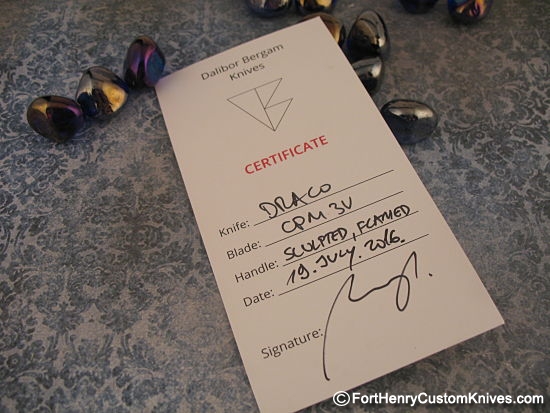 Dalibor Bergam
Knives
CERTIFICATE
Knife: DRACO
Blade: CPM 3V
Handle: SCULPTED, FLAMED
Date: 19. JULY. 2016.
Signature:
©FortHenryCustomKnives.com